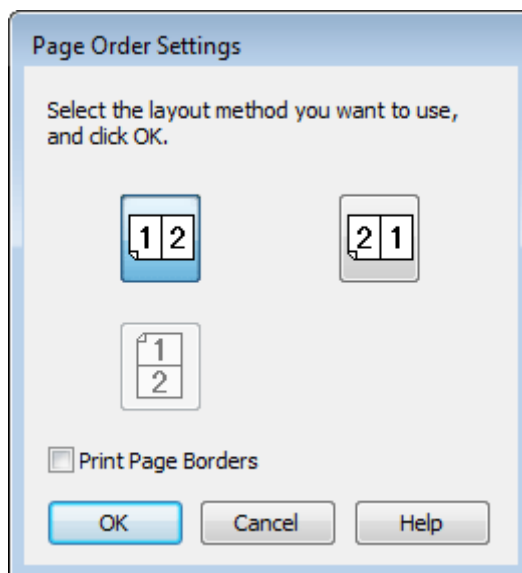 Page Order Settings
Select the layout method you want to use,
and click OK.
1 2
2 1
1
2
Print Page Borders
OK Cancel Help